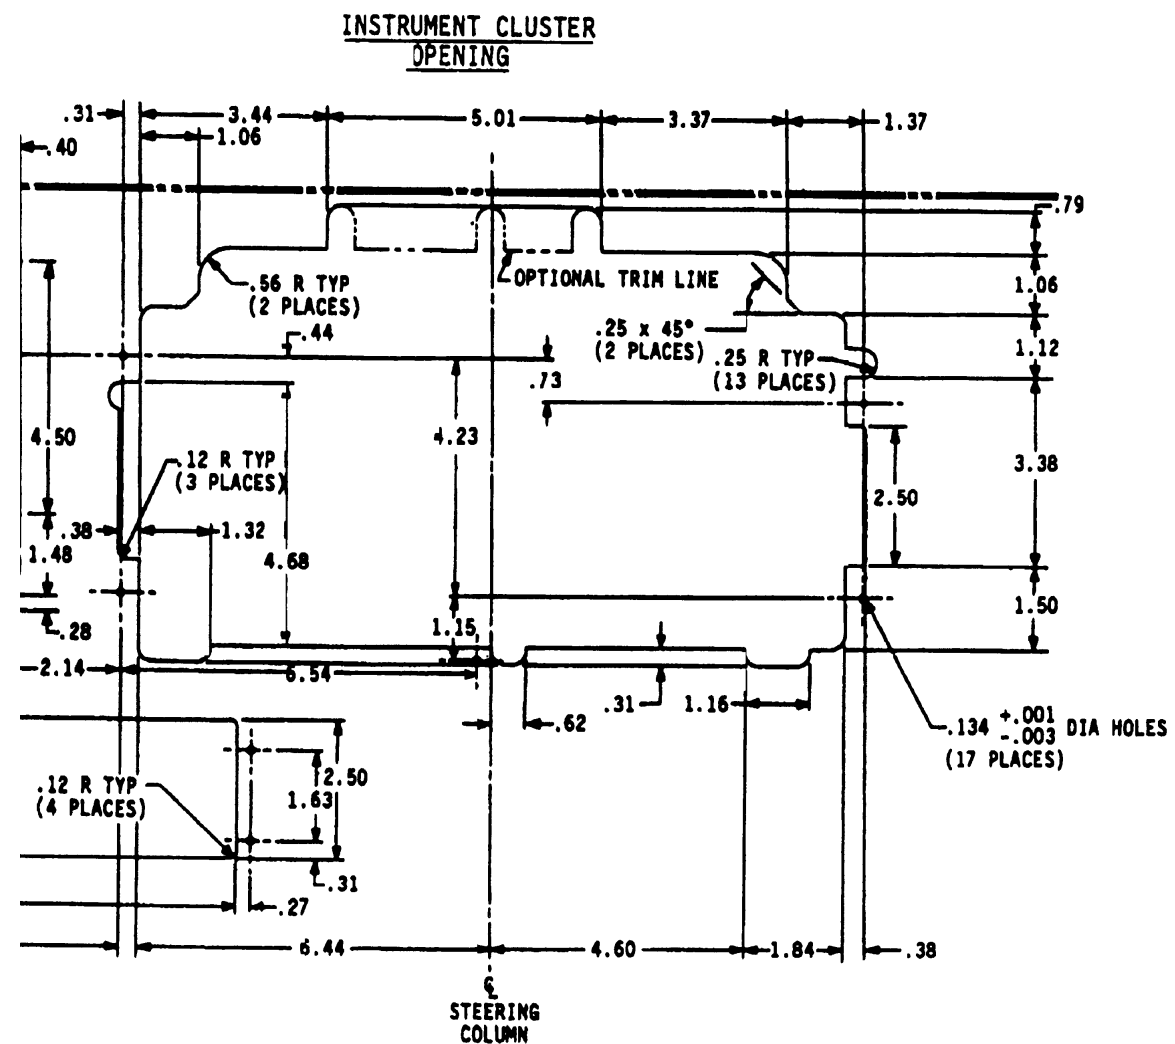 INSTRUMENT CLUSTER
OPENING
.31
3.44
5.01
3.37
1.37
1.06
.40
.79
.56 R TYP
(2 PLACES)
OPTIONAL TRIM LINE
1.06
.44
.25 x 45°
(2 PLACES)
.25 R TYP
(13 PLACES)
1.12
.73
4.50
4.23
.12 R TYP
(3 PLACES)
3.38
2.50
.38
1.32
1.48
4.68
1.50
.28
1.15
2.14
6.54
.31
1.16
.62
.134 +.001 -.003 DIA HOLES
(17 PLACES)
.12 R TYP
(4 PLACES)
2.50
1.63
.31
.27
6.44
4.60
1.84
.38
℄
STEERING
COLUMN